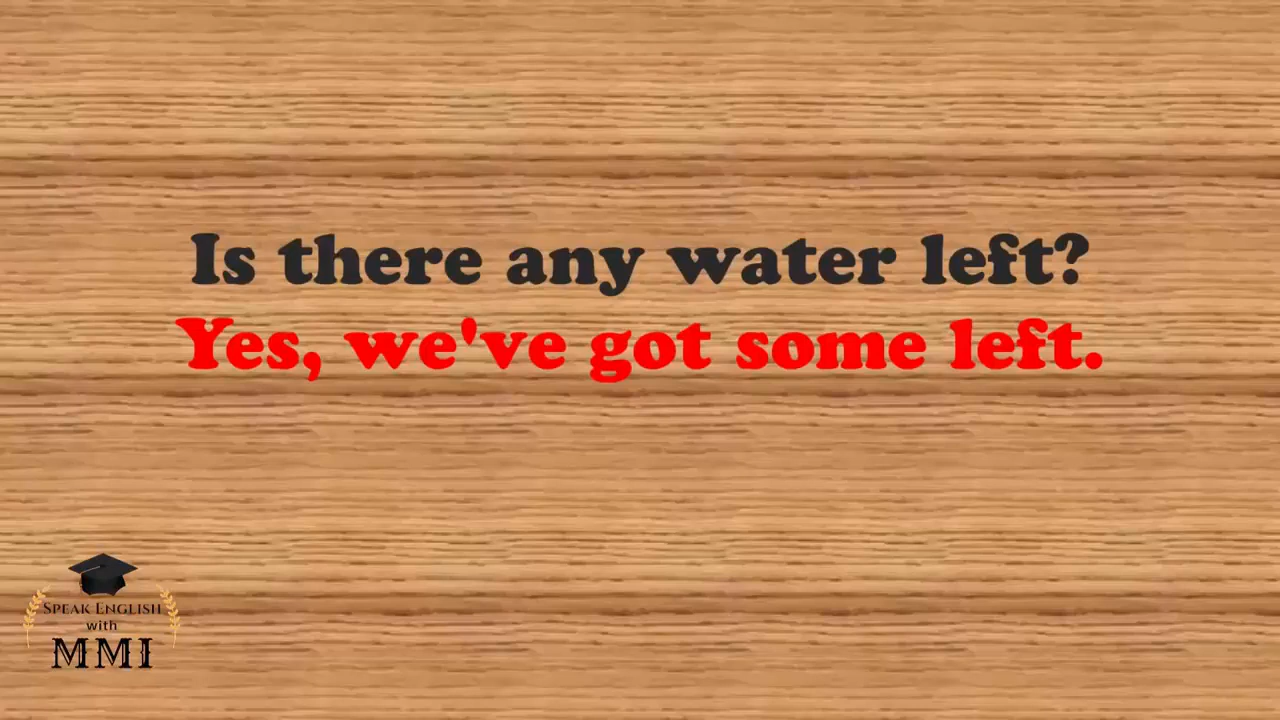 Is there any water left?
Yes, we've got some left.
SPEAK ENGLISH
with
MMI